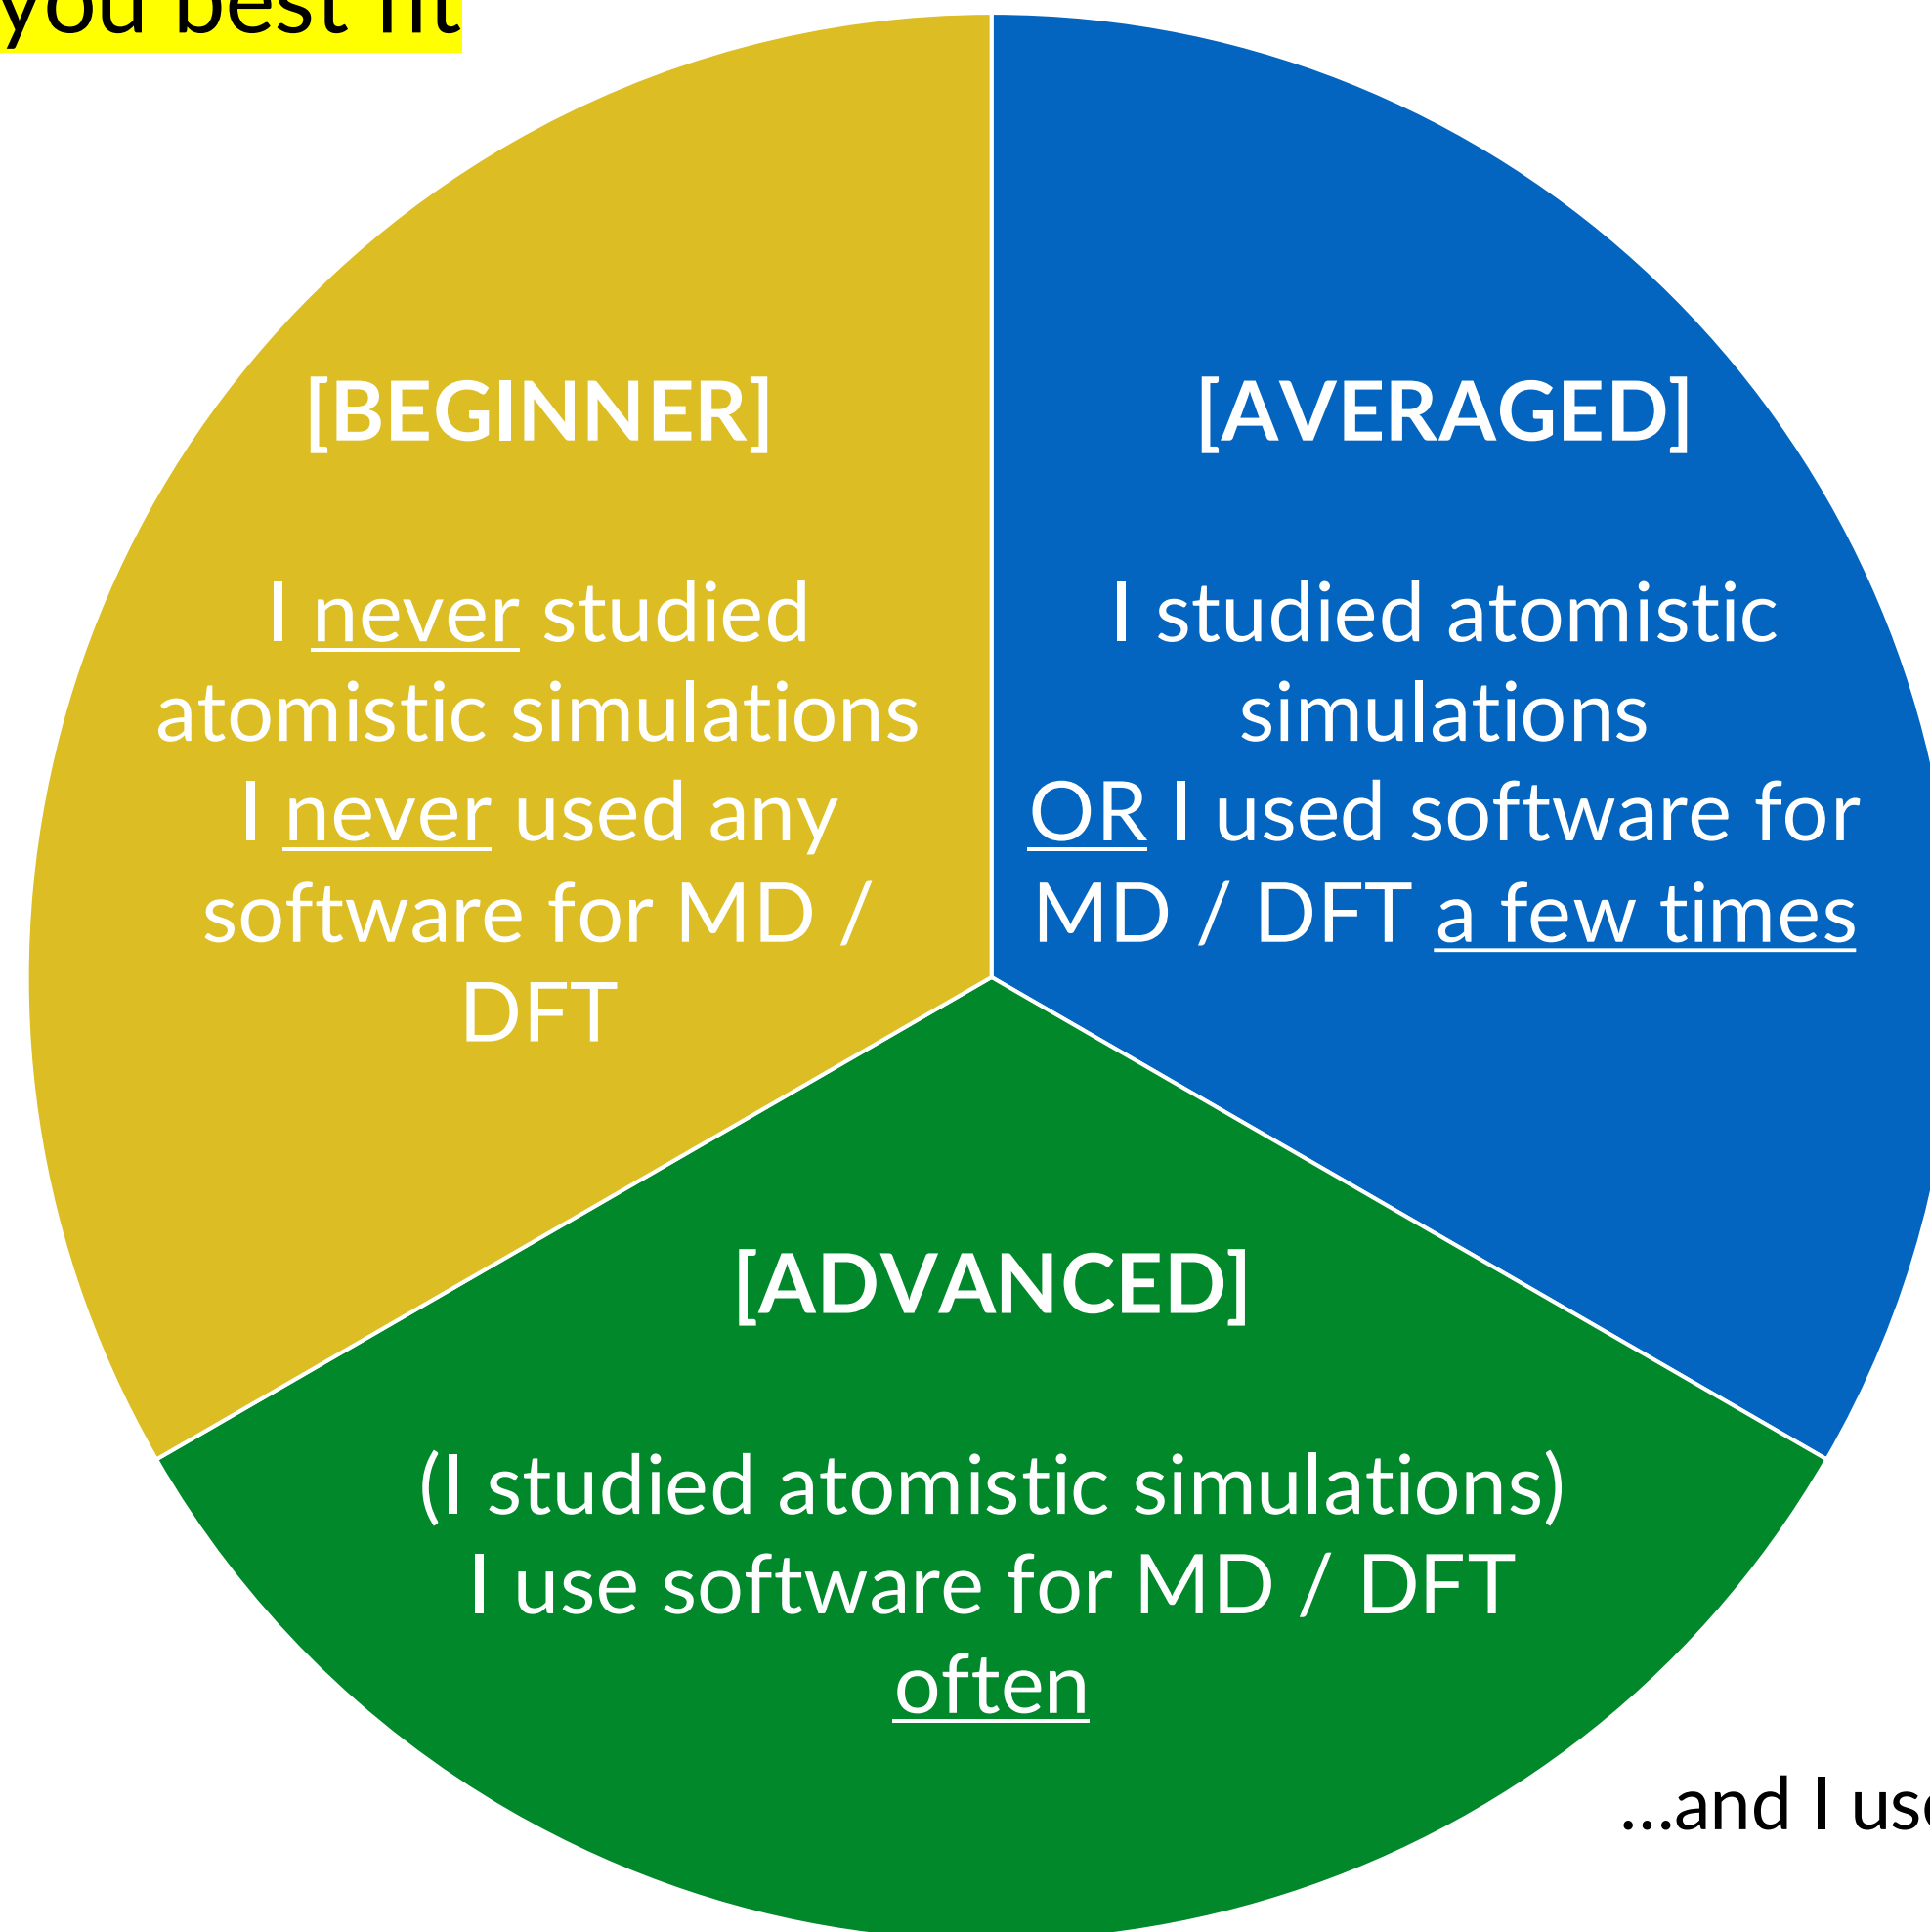 you best fit
[BEGINNER]
I never studied
atomistic simulations
I never used any
software for MD /
DFT
[AVERAGED]
I studied atomistic
simulations
OR I used software for
MD / DFT a few times
[ADVANCED]
(I studied atomistic simulations)
I use software for MD / DFT
often
...and I use